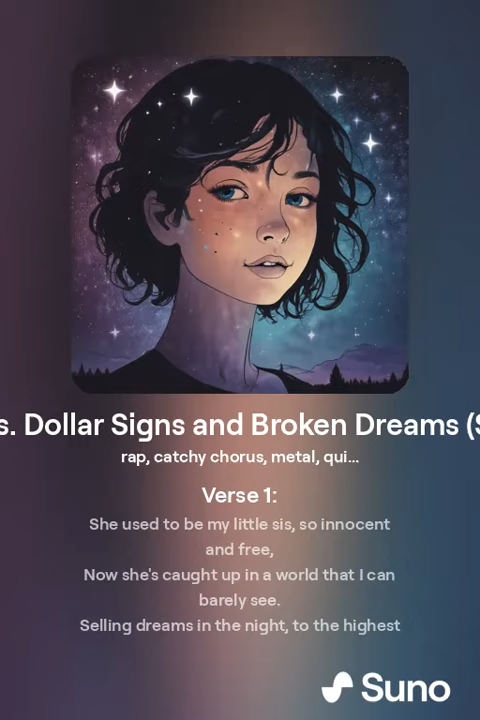 s. Dollar Signs and Broken Dreams (S
rap, catchy chorus, metal, qui...
Verse 1:
She used to be my little sis, so innocent
and free,
Now she's caught up in a world that I can
barely see.
Selling dreams in the night, to the highest
Suno